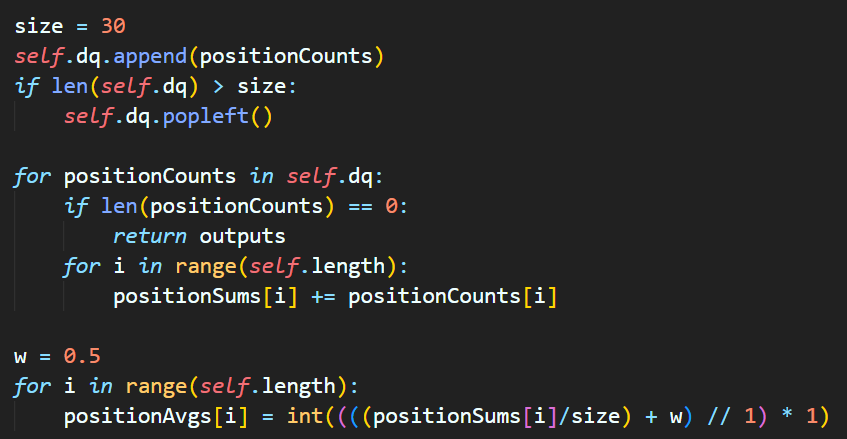 size = 30
self.dq.append(positionCounts)
if len(self.dq) > size:
    self.dq.popleft()

for positionCounts in self.dq:
    if len(positionCounts) == 0:
        return outputs
    for i in range(self.length):
        positionSums[i] += positionCounts[i]

w = 0.5
for i in range(self.length):
    positionAvgs[i] = int((((positionSums[i]/size) + w) // 1) * 1)